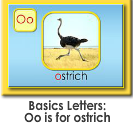 Oo
ostrich
Basics Letters:
Oo is for ostrich